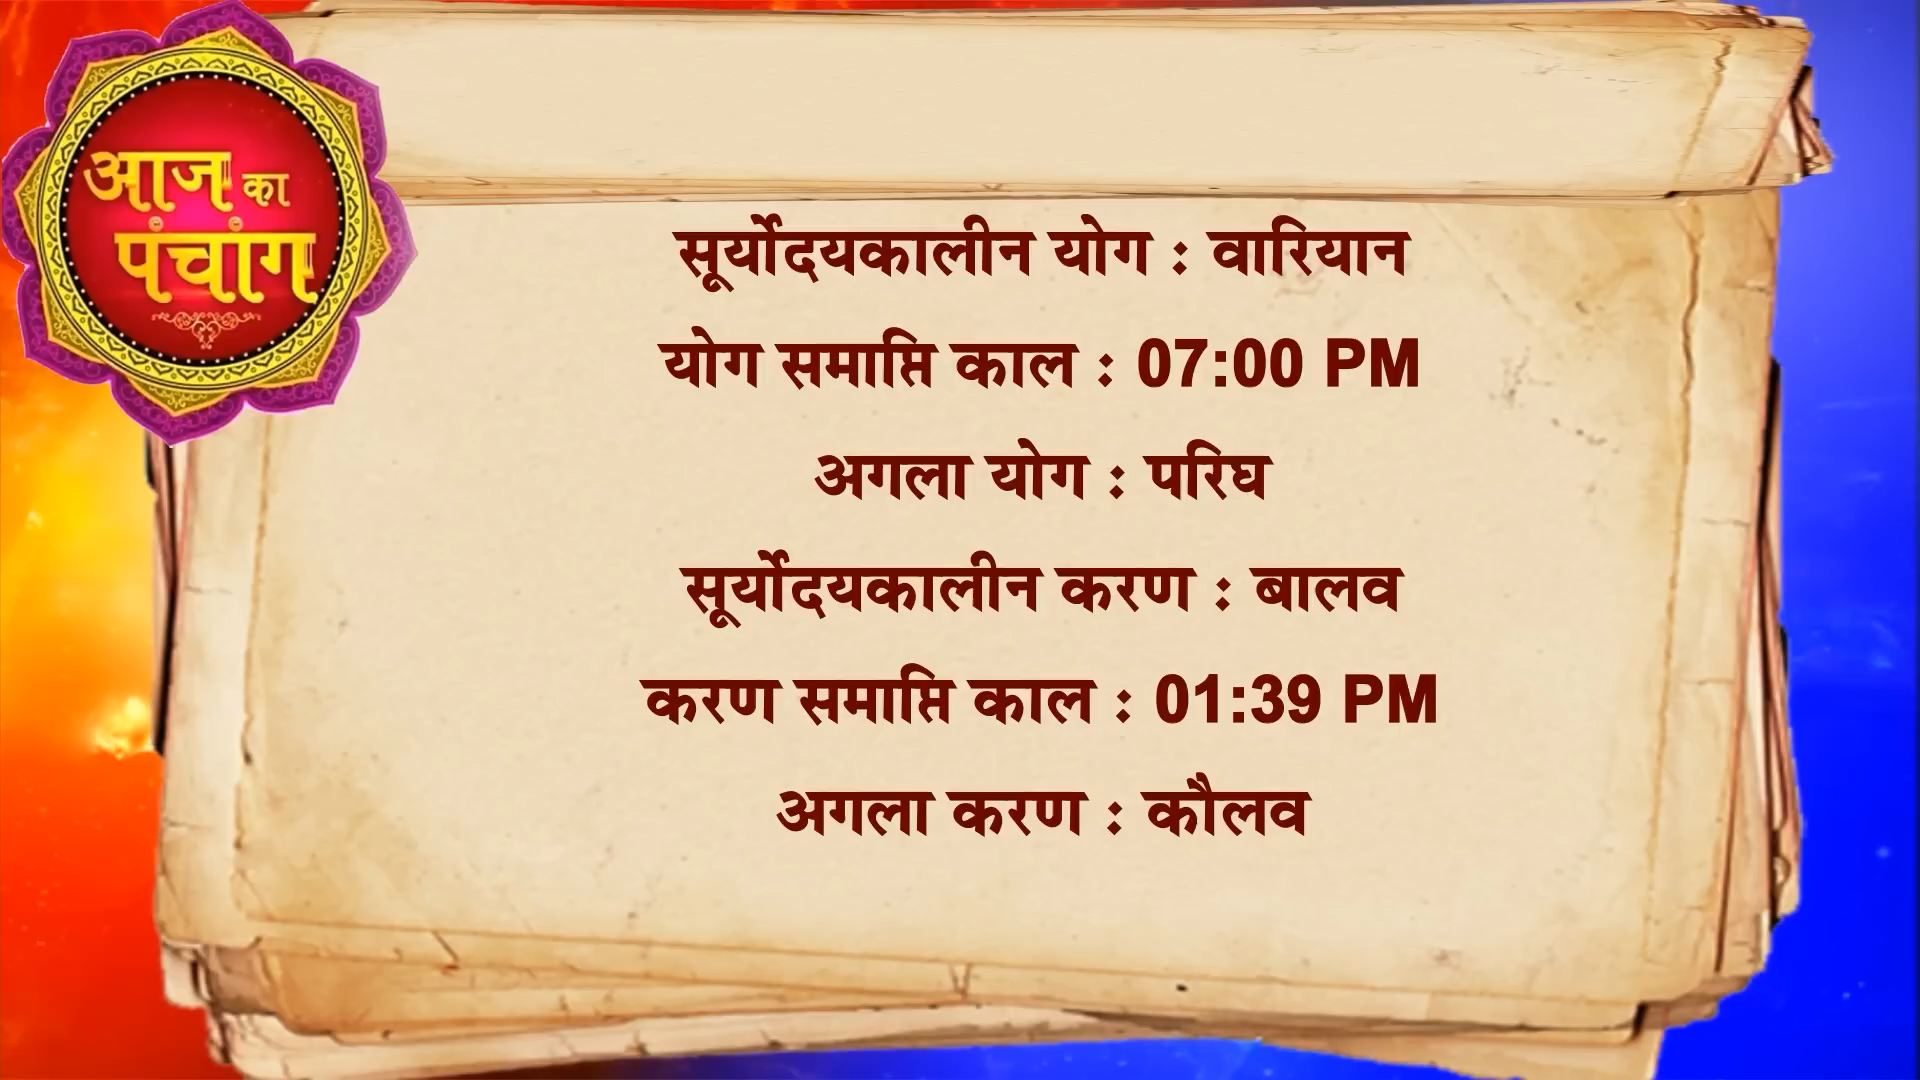 आज का
पंचांग
सूर्योदयकालीन योग : वारियान
योग समाप्ति काल : 07:00 PM
अगला योग : परिघ
सूर्योदयकालीन करण : बालव
करण समाप्ति काल : 01:39 PM
अगला करण : कौलव